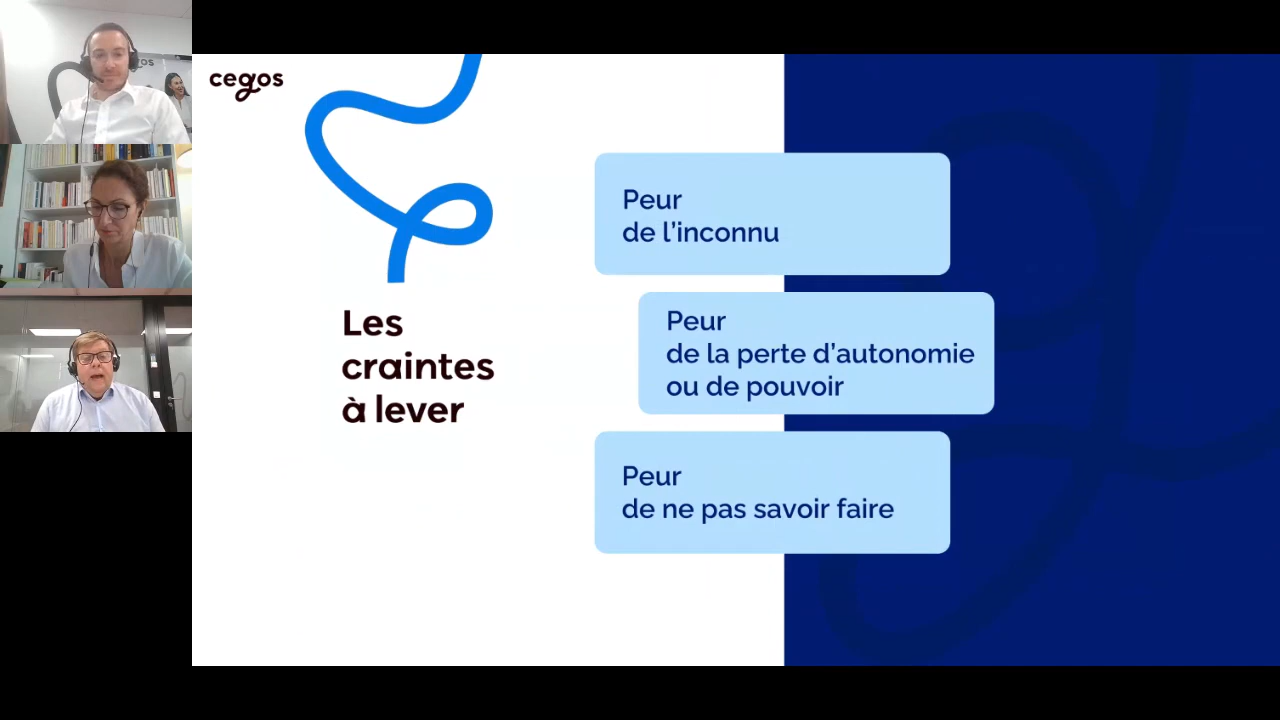 cegos
Les
craintes
à lever
Peur
de l’inconnu
Peur
de la perte d’autonomie
ou de pouvoir
Peur
de ne pas savoir faire